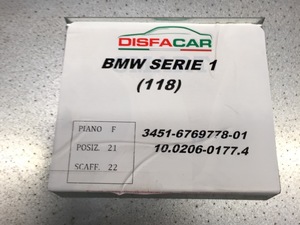 DISFACAR
BMW SERIE 1
(118)
PIANO F
POSIZ. 21
SCAFF. 22
3451-6769778-01
10.0206-0177.4